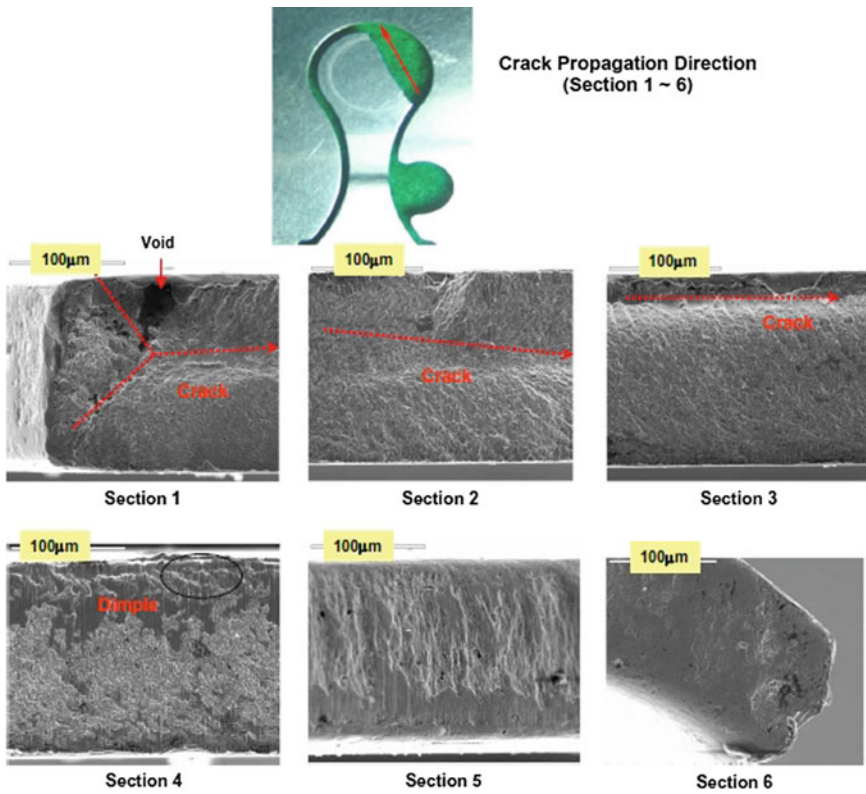 Crack Propagation Direction
(Section 1 ~ 6)
Void
100μm
100μm
100μm
Crack
Crack
Crack
Section 1
Section 2
Section 3
100μm
100μm
100μm
Dimple
Section 4
Section 5
Section 6